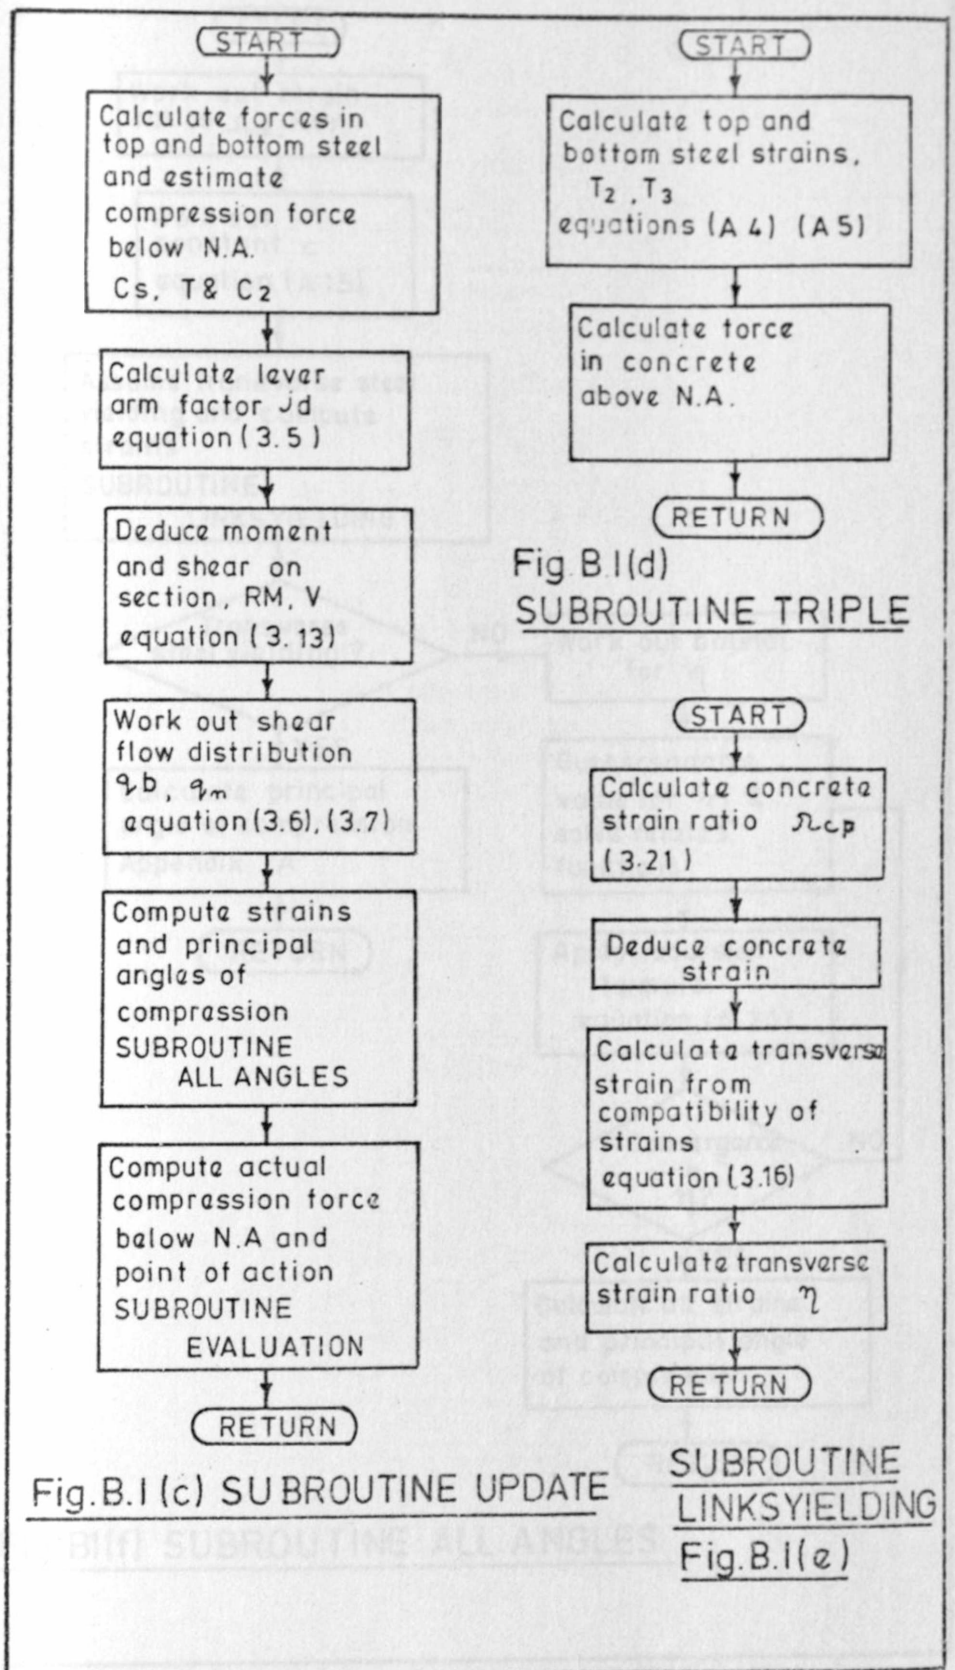 START
Calculate forces in
top and bottom steel
and estimate
compression force
below N.A.
Cs, T & C2
Calculate lever
arm factor Jd
equation (3.5)
Deduce moment
and shear on
section, RM, V
equation (3.13)
Work out shear
flow distribution
qb, qm
equation (3.6), (3.7)
Compute strains
and principal
angles of
compression
SUBROUTINE
ALL ANGLES
Compute actual
compression force
below N.A and
point of action
SUBROUTINE
EVALUATION
RETURN
Fig.B.1(c) SUBROUTINE UPDATE
START
Calculate top and
bottom steel strains,
T2, T3
equations (A4) (A5)
Calculate force
in concrete
above N.A.
RETURN
Fig.B.1(d)
SUBROUTINE TRIPLE
START
Calculate concrete
strain ratio
(3.21)
Deduce concrete
strain
Calculate transverse
strain from
compatibility of
strains
equation (3.16)
Calculate transverse
strain ratio η
RETURN
SUBROUTINE
LINKSYIELDING
Fig.B.1(e)
B1(f) SUBROUTINE ALL ANGLES